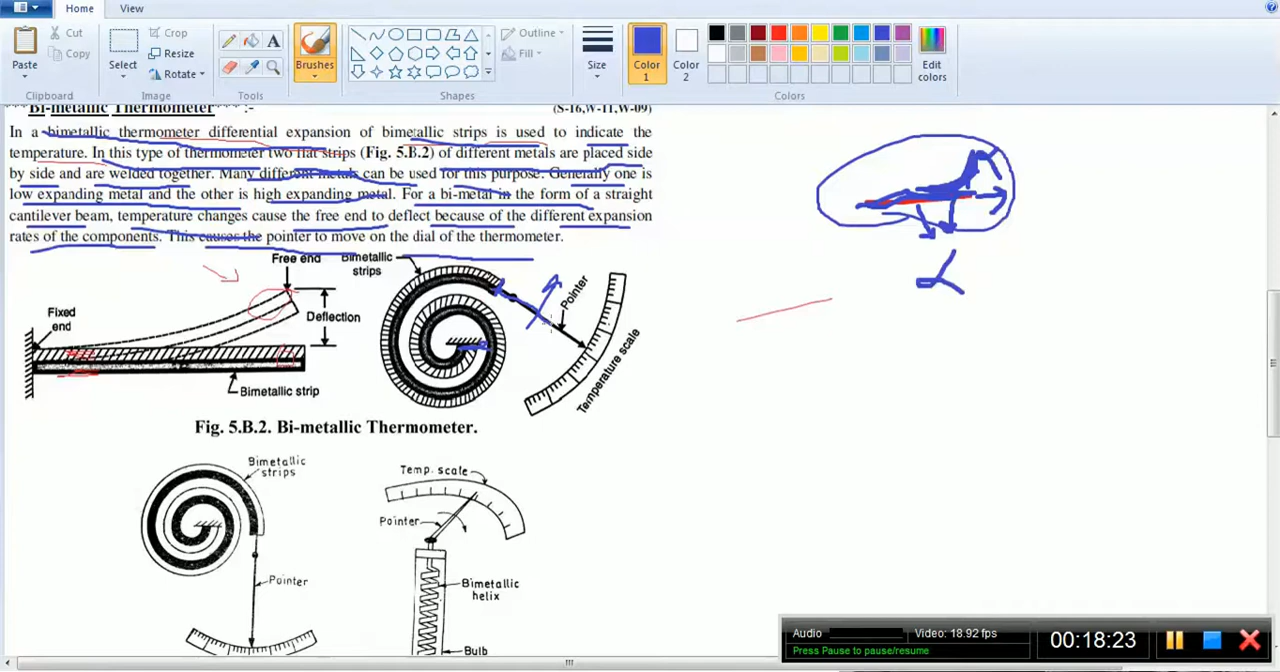 Home
View
Paste
Cut
Copy
Clipboard
Select
Crop
Resize
Rotate
Image
A
Tools
Brushes
Outline
Fill
Shapes
Size
Color
1
Color
2
Edit
colors
Colors
***Bi-metallic Thermometer*** :-
(S-16,W-11,W-09)
In a bimetallic thermometer differential expansion of bimetallic strips is used to indicate the
temperature. In this type of thermometer two flat strips (Fig. 5.B.2) of different metals are placed side
by side and are welded together. Many different metals can be used for this purpose. Generally one is
low expanding metal and the other is high expanding metal. For a bi-metal in the form of a straight
cantilever beam, temperature changes cause the free end to deflect because of the different expansion
rates of the components. This causes the pointer to move on the dial of the thermometer.
Free end
Fixed
end
Deflection
Bimetallic strip
Bimetallic
strips
Pointer
Temperature scale
Fig. 5.B.2. Bi-metallic Thermometer.
Bimetallic
strips
Pointer
Temp. scale
Pointer
Bimetallic
helix
Bulb
Audio
Video: 18.92 fps
Press Pause to pause/resume
00:18:23